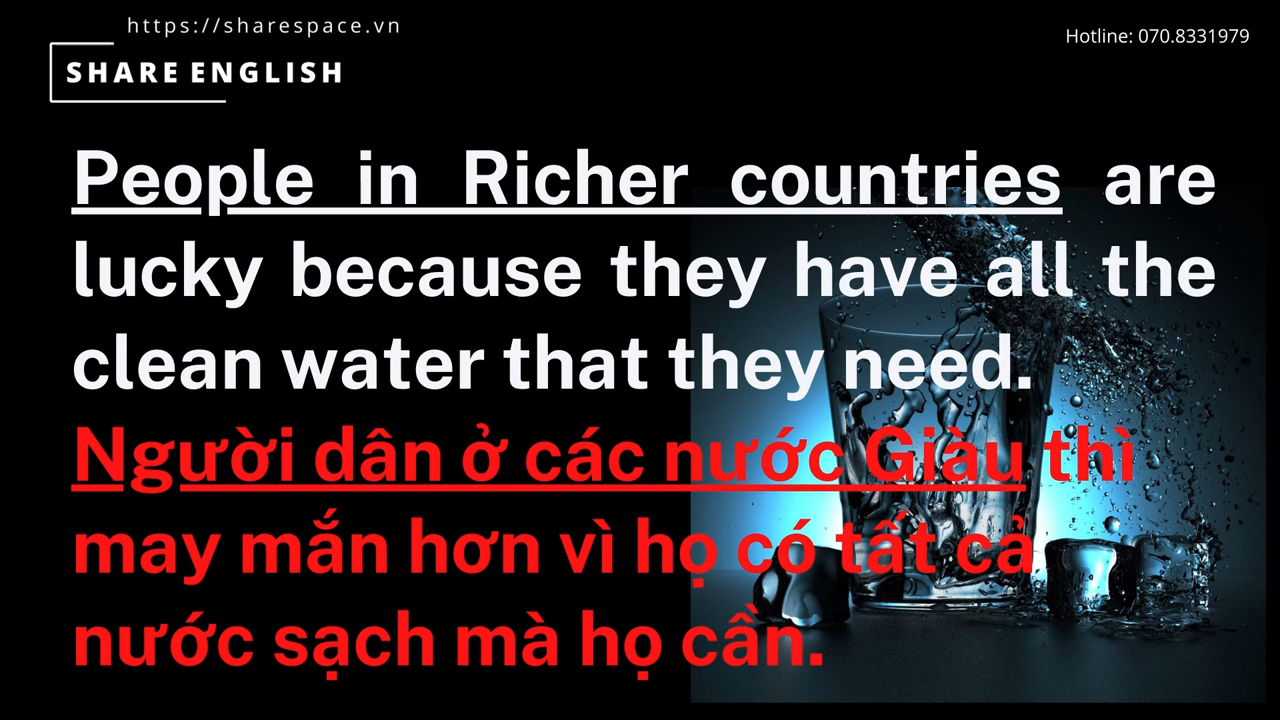 https://sharespace.vn
Hotline: 070.8331979
SHARE ENGLISH
People in Richer countries are
lucky because they have all the
clean water that they need.
Người dân ở các nước Giàu thì
may mắn hơn vì họ có tất cả
nước sạch mà họ cần.